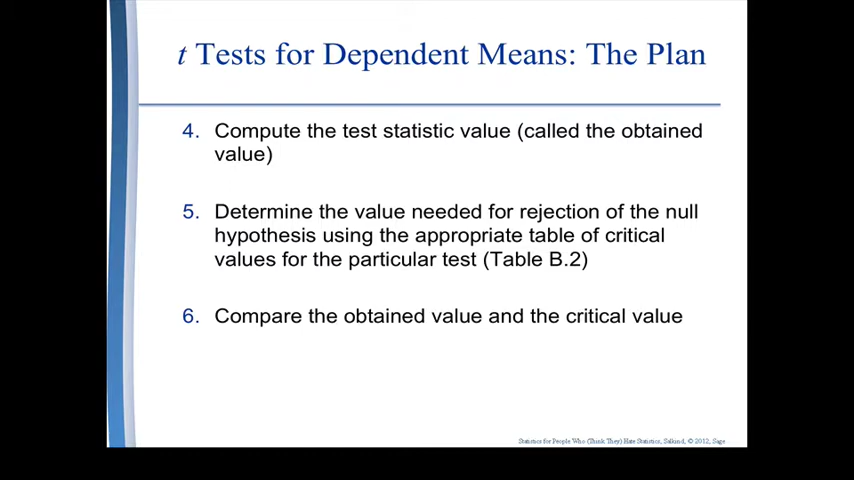 t Tests for Dependent Means: The Plan
4. Compute the test statistic value (called the obtained
value)
5. Determine the value needed for rejection of the null
hypothesis using the appropriate table of critical
values for the particular test (Table B.2)
6. Compare the obtained value and the critical value
Statistics for People Who (Think They) Hate Statistics, Salkind, © 2012, Sage